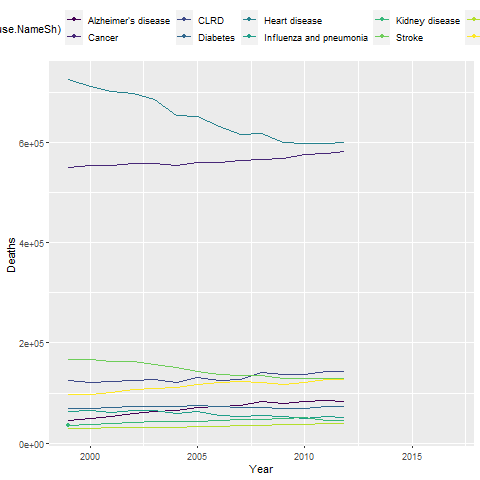 use.NameSh)
Alzheimer's disease CLRD Heart disease Kidney disease
Cancer Diabetes Influenza and pneumonia Stroke
Deaths
6e+05
4e+05
2e+05
0e+00
2000 2005 2010 2015
Year